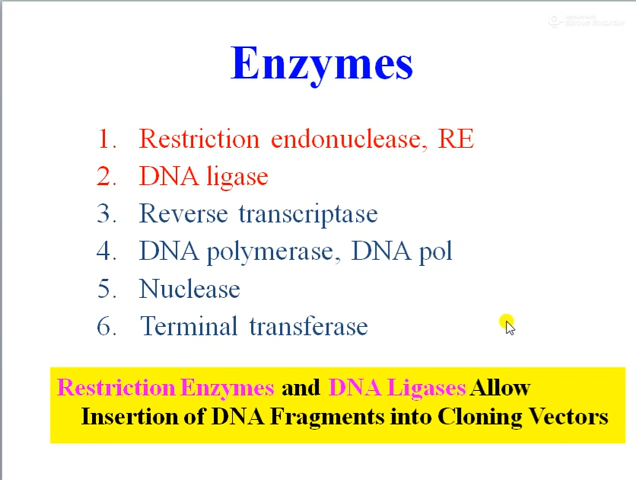 Enzymes
1. Restriction endonuclease, RE
2. DNA ligase
3. Reverse transcriptase
4. DNA polymerase, DNA pol
5. Nuclease
6. Terminal transferase
Restriction Enzymes and DNA Ligases Allow
Insertion of DNA Fragments into Cloning Vectors